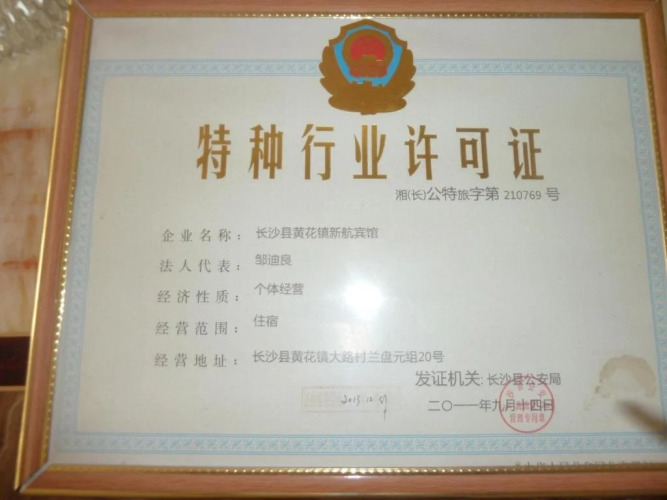 特种行业许可证
湘(长)公特旅字第 210769 号
企业名称：长沙县黄花镇新航宾馆
法人代表：邹迪良
经济性质：个体经营
经营范围：住宿
经营地址：长沙县黄花镇大路村兰盘元组20号
发证机关：长沙县公安局
二〇一一年九月十四日